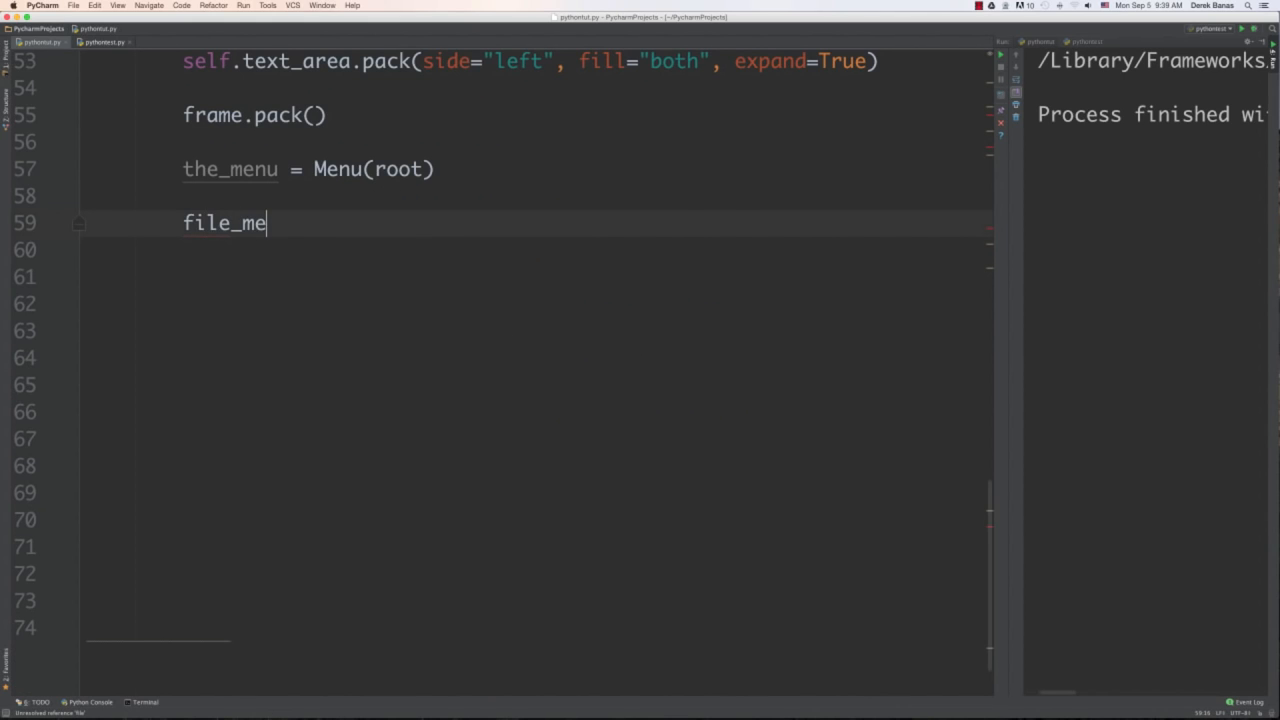 PyCharm File Edit View Navigate Code Refactor Run Tools VCS Window Help 10 Mon Sep 5 9:39 AM Derek Banas
pythontut.py - PycharmProjects - [~/PycharmProjects]
PycharmProjects pythontut.py pythontest
pythontut.py pythontest.py Run: pythontut pythontest
53 self.text_area.pack(side="left", fill="both", expand=True) /Library/Frameworks
54
55 frame.pack() Process finished wi
56
57 the_menu = Menu(root)
58
59 file_me
60
61
62
63
64
65
66
67
68
69
70
71
72
73
74
1: Project
Z: Structure
2: Favorites
6: TODO Python Console Terminal Event Log
Unresolved reference 'file' 59:16 LF÷ UTF-8÷